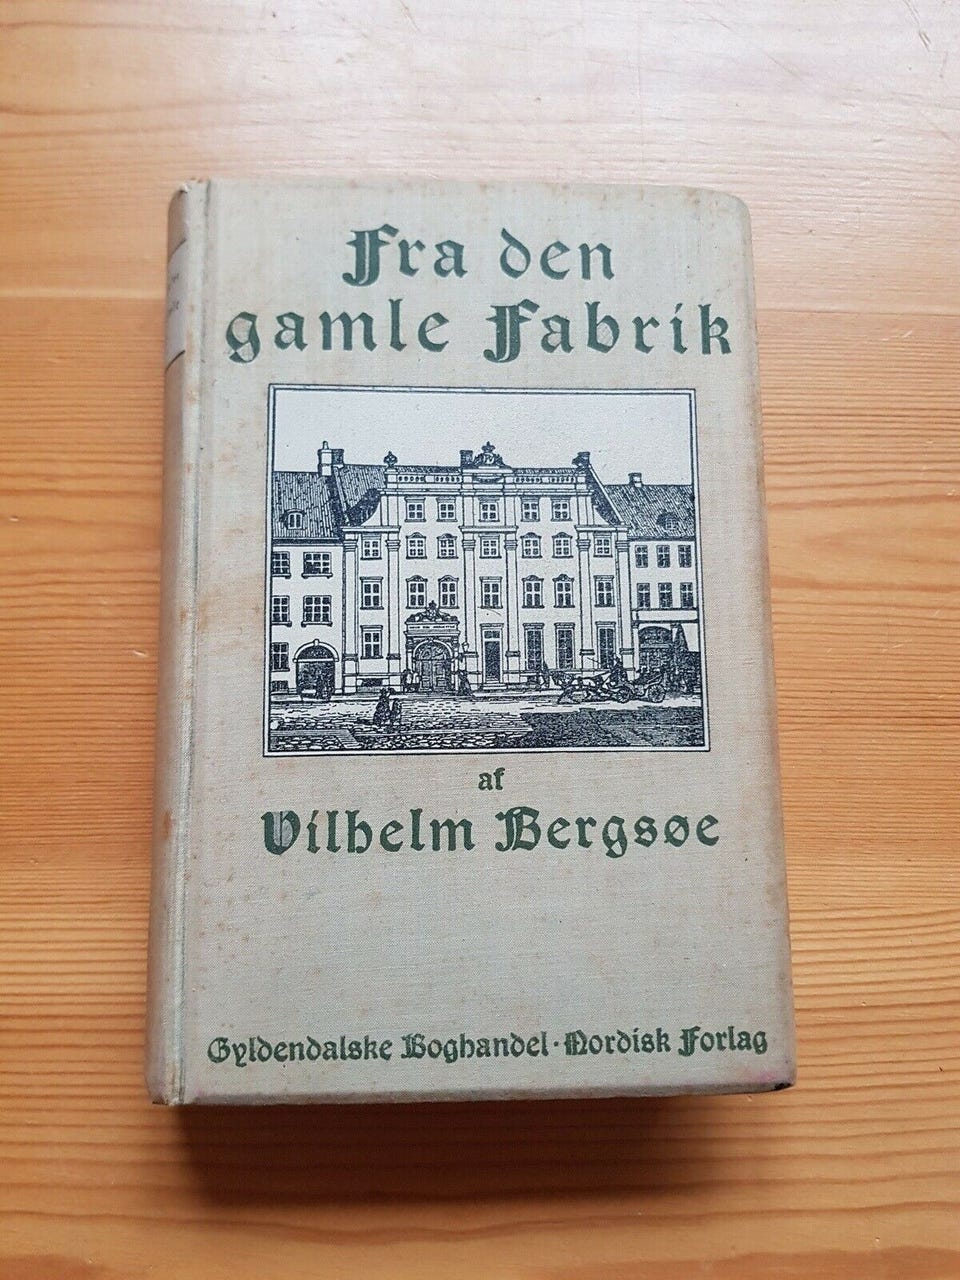 Fra den
gamle Fabrik
af
Vilhelm Bergsøe
Gyldendalske Boghandel · Nordisk Forlag